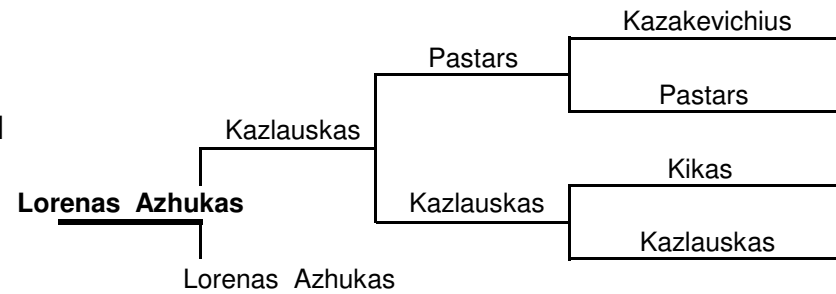 Kazakevichius
Pastars
Pastars
Kazlauskas
Kikas
Lorenas Azhukas
Kazlauskas
Kazlauskas
Lorenas Azhukas